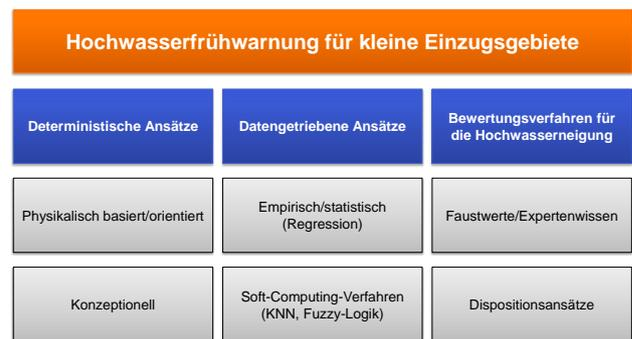 Hochwasserfrühwarnung für kleine Einzugsgebiete
Deterministische Ansätze
Datengetriebene Ansätze
Bewertungsverfahren für
die Hochwasserneigung
Physikalisch basiert/orientiert
Empirisch/statistisch
(Regression)
Faustwerte/Expertenwissen
Konzeptionell
Soft-Computing-Verfahren
(KNN, Fuzzy-Logik)
Dispositionsansätze